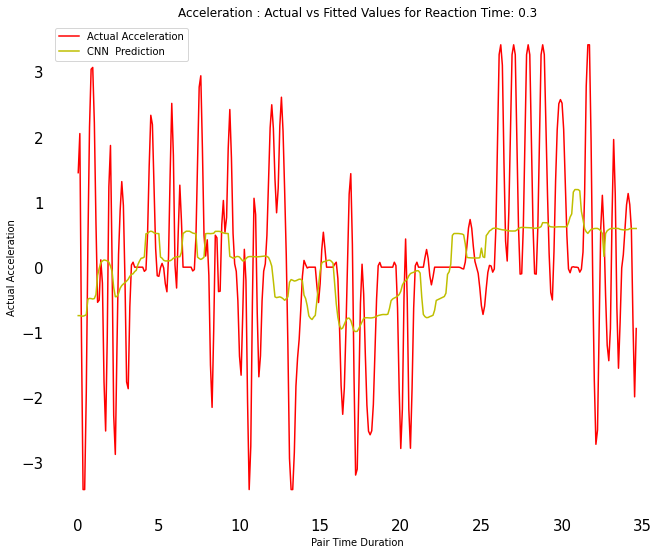 Acceleration : Actual vs Fitted Values for Reaction Time: 0.3
Actual Acceleration
CNN Prediction
3
2
1
0
−1
−2
−3
Actual Acceleration
0 5 10 15 20 25 30 35
Pair Time Duration